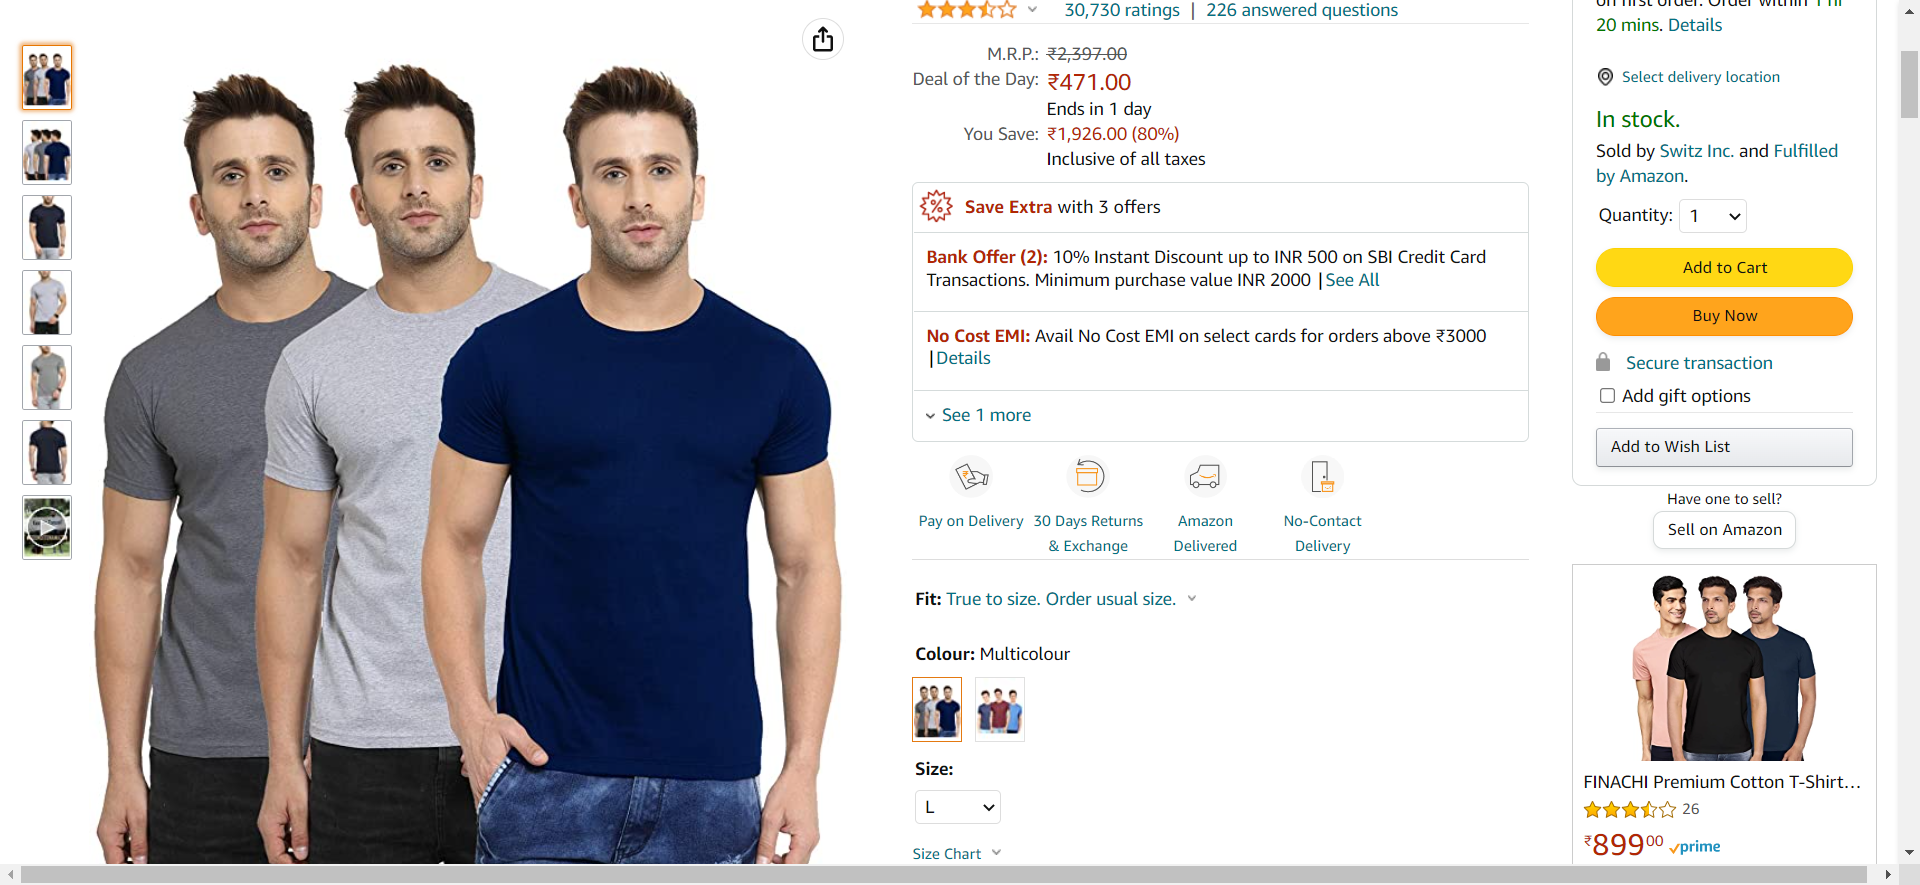 30,730 ratings | 226 answered questions
M.R.P.: ₹2,397.00
Deal of the Day: ₹471.00
Ends in 1 day
You Save: ₹1,926.00 (80%)
Inclusive of all taxes
Save Extra with 3 offers
Bank Offer (2): 10% Instant Discount up to INR 500 on SBI Credit Card
Transactions. Minimum purchase value INR 2000 | See All
No Cost EMI: Avail No Cost EMI on select cards for orders above ₹3000
| Details
See 1 more
Pay on Delivery
30 Days Returns
& Exchange
Amazon
Delivered
No-Contact
Delivery
Fit: True to size. Order usual size.
Colour: Multicolour
Size:
L
Size Chart
on first order. Order within 1 hr
20 mins. Details
Select delivery location
In stock.
Sold by Switz Inc. and Fulfilled
by Amazon.
Quantity: 1
Add to Cart
Buy Now
Secure transaction
Add gift options
Add to Wish List
Have one to sell?
Sell on Amazon
FINACHI Premium Cotton T-Shirt…
26
₹89900 prime